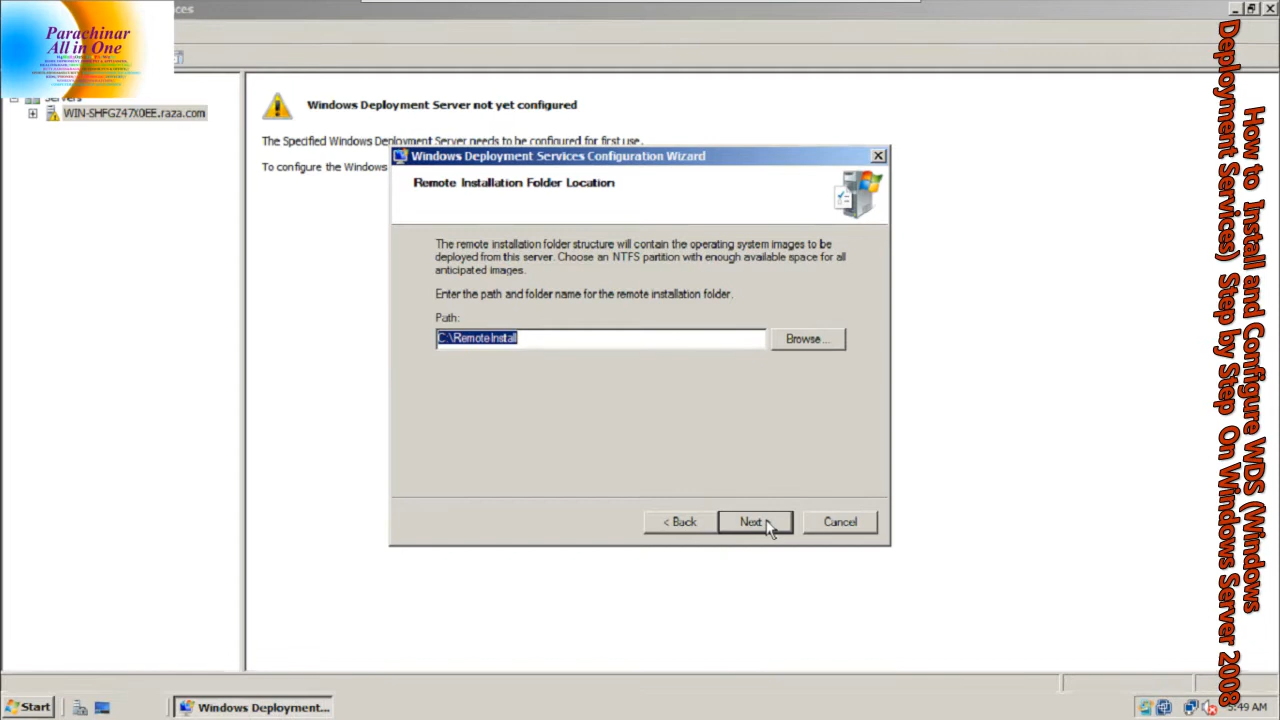 ces
Parachinar
All in One
Servers
WIN-SHFGZ47X0EE.raza.com
Windows Deployment Server not yet configured
The Specified Windows Deployment Server needs to be configured for first use.
To configure the Windows
Windows Deployment Services Configuration Wizard
Remote Installation Folder Location
The remote installation folder structure will contain the operating system images to be
deployed from this server. Choose an NTFS partition with enough available space for all
anticipated images.
Enter the path and folder name for the remote installation folder.
Path:
C:\RemoteInstall
Browse...
< Back
Next
Cancel
How to Install and Configure WDS (Windows
Deployment Services) Step by Step On Windows Server 2008
Start
Windows Deployment...
5:49 AM